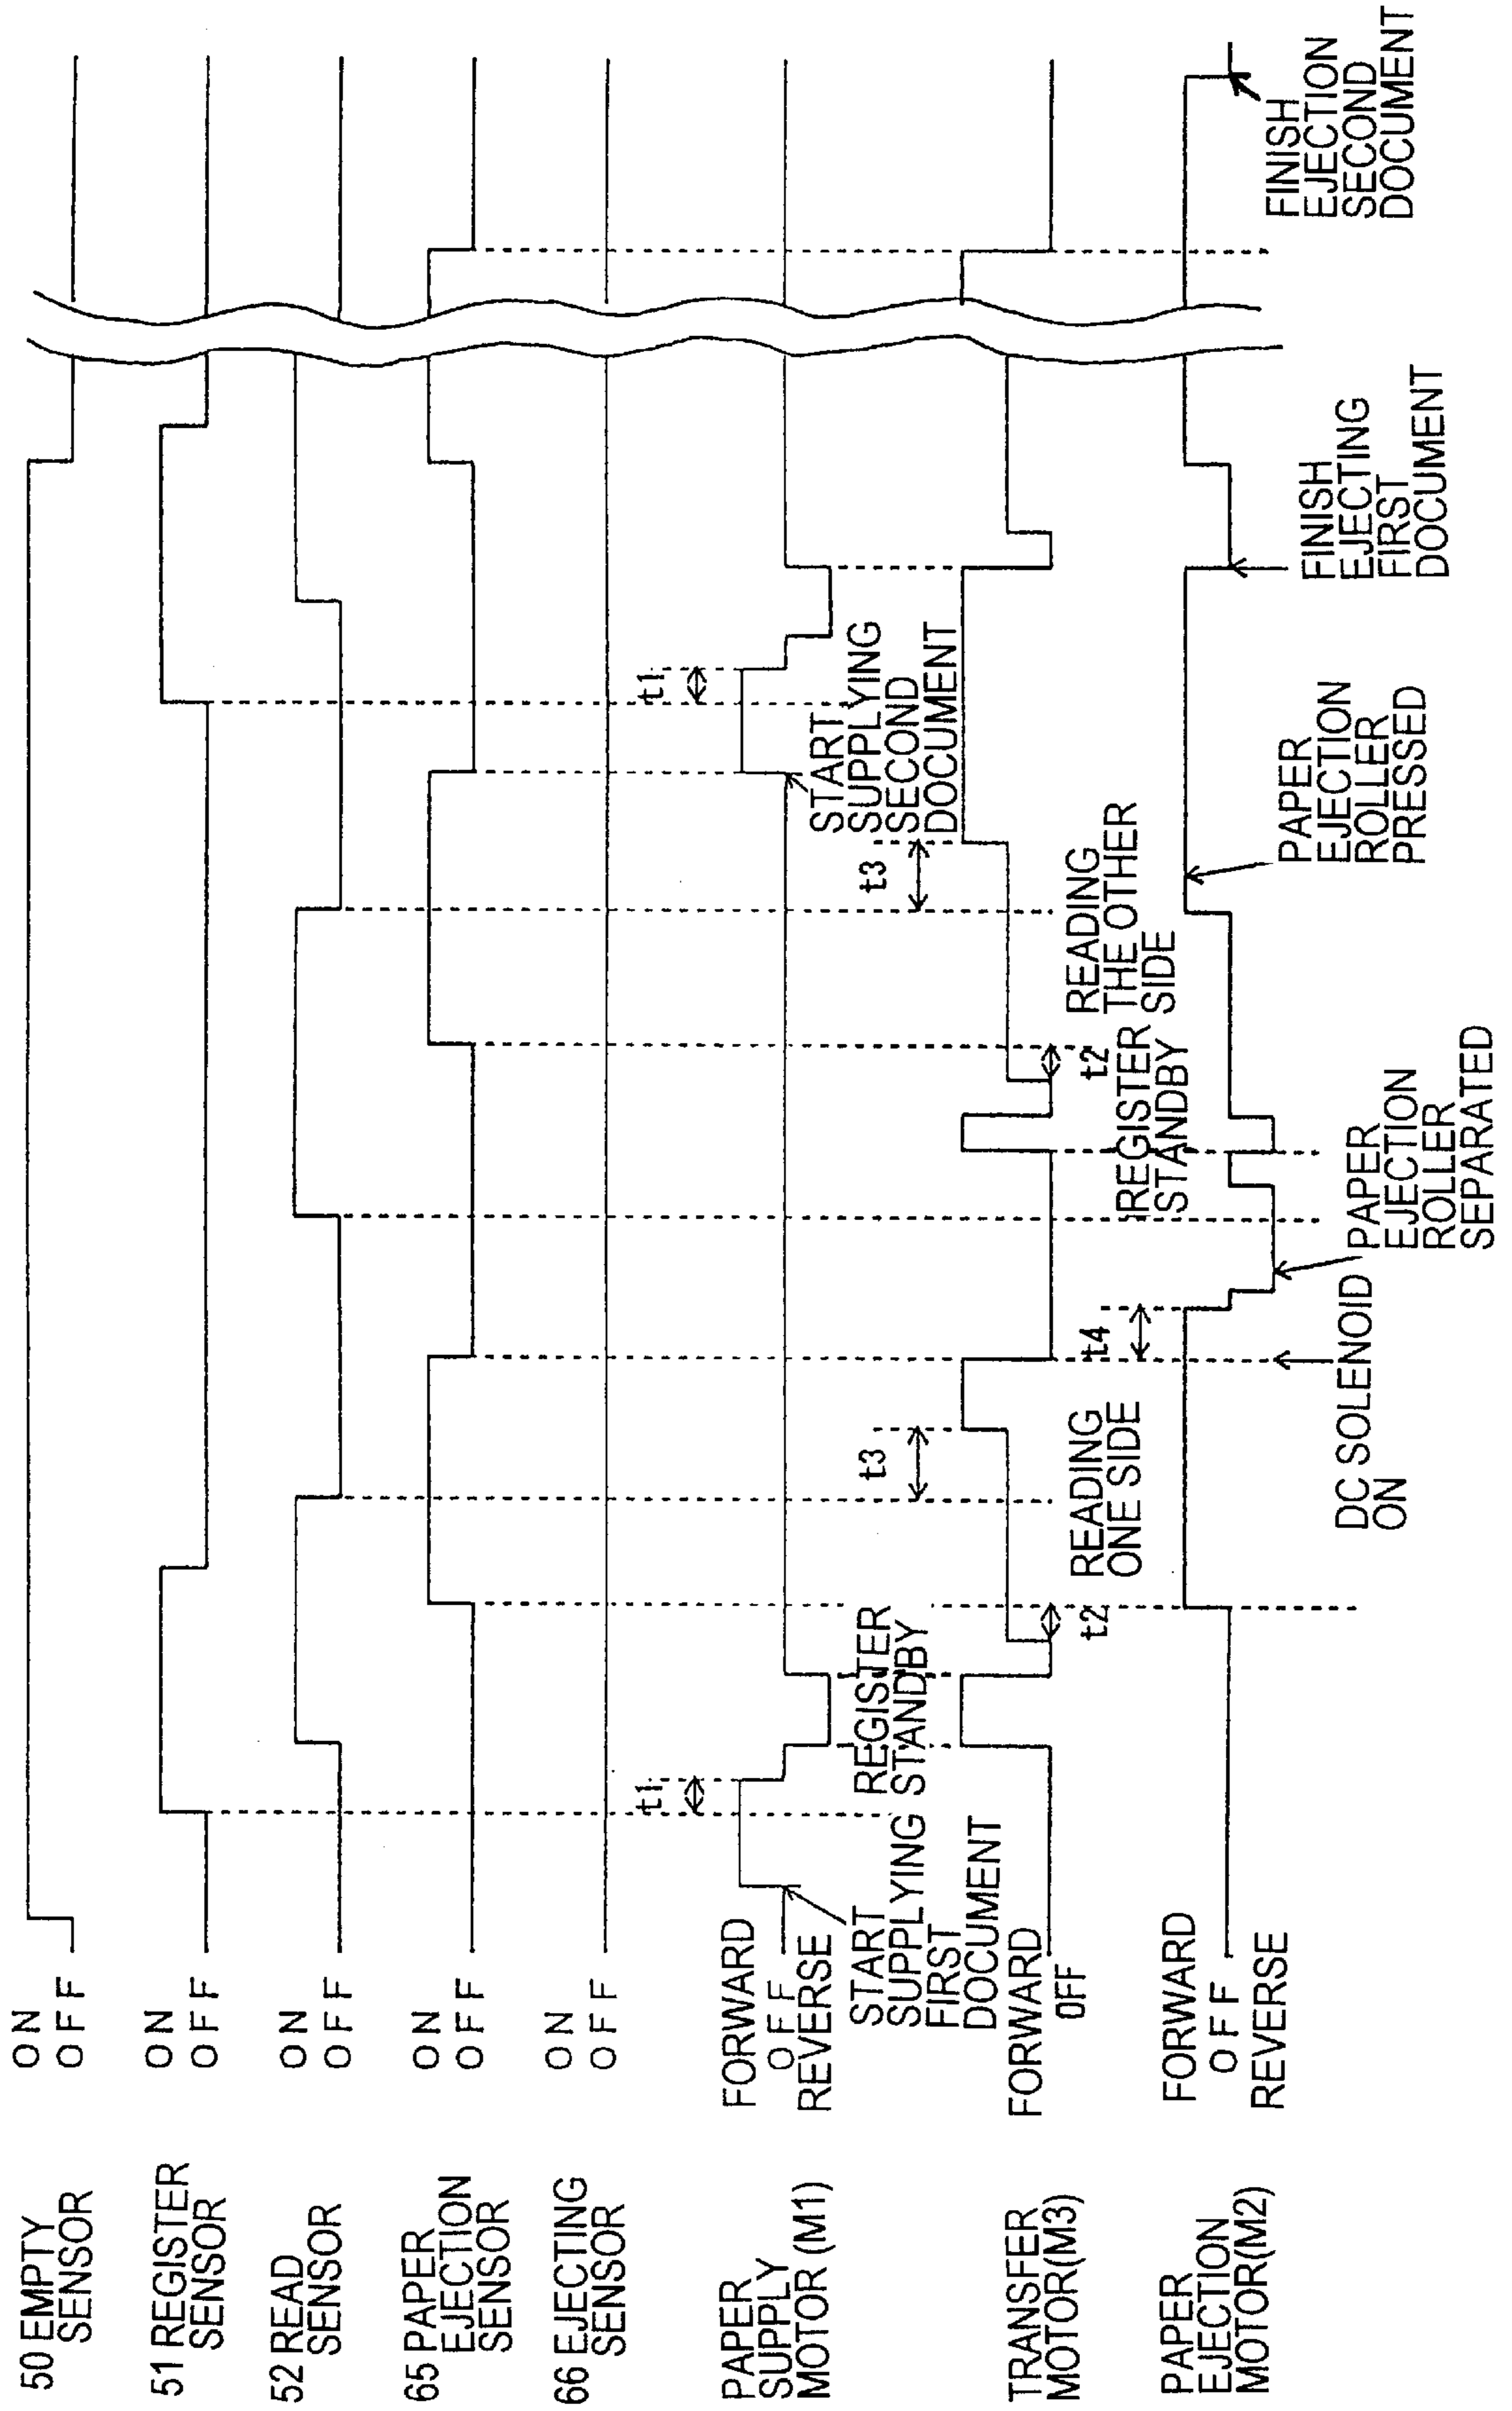 50 EMPTY
SENSOR
ON
OFF
51 REGISTER
SENSOR
ON
OFF
52 READ
SENSOR
ON
OFF
65 PAPER
EJECTION
SENSOR
ON
OFF
66 EJECTING
SENSOR
ON
OFF
PAPER
SUPPLY
MOTOR (M1)
FORWARD
OFF
REVERSE
t1
t1
START
SUPPLYING
FIRST
DOCUMENT
REGISTER
STANDBY
START
SUPPLYING
SECOND
DOCUMENT
TRANSFER
MOTOR(M3)
FORWARD
OFF
t3
t3
t2
READING
ONE SIDE
REGISTER
STANDBY
t2
READING
THE OTHER
SIDE
PAPER
EJECTION
MOTOR(M2)
FORWARD
OFF
REVERSE
t4
DC SOLENOID
ON
PAPER
EJECTION
ROLLER
SEPARATED
PAPER
EJECTION
ROLLER
PRESSED
FINISH
EJECTING
FIRST
DOCUMENT
FINISH
EJECTION
SECOND
DOCUMENT